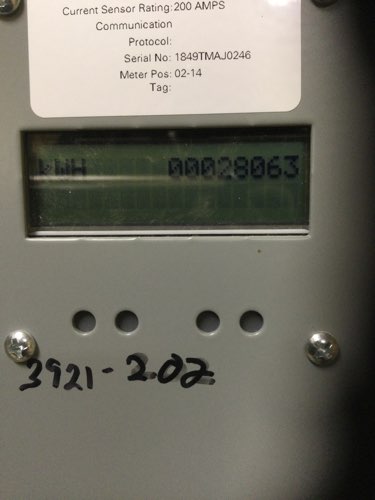 Current Sensor Rating: 200 AMPS
Communication
Protocol:
Serial No: 1849TMAJ0246
Meter Pos: 02-14
Tag:
kWH 00028063
3921-2.02